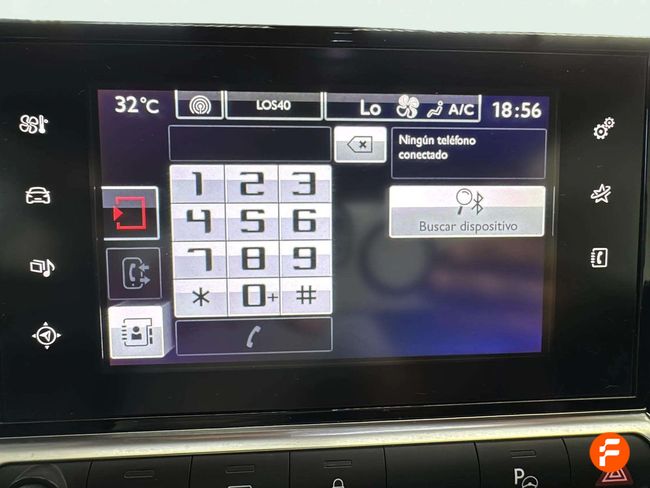 32°C
LOS40
Lo
A/C
18:56
Ningún teléfono
conectado
1 2 3
4 5 6
7 8 9
* 0+ #
Buscar dispositivo
P